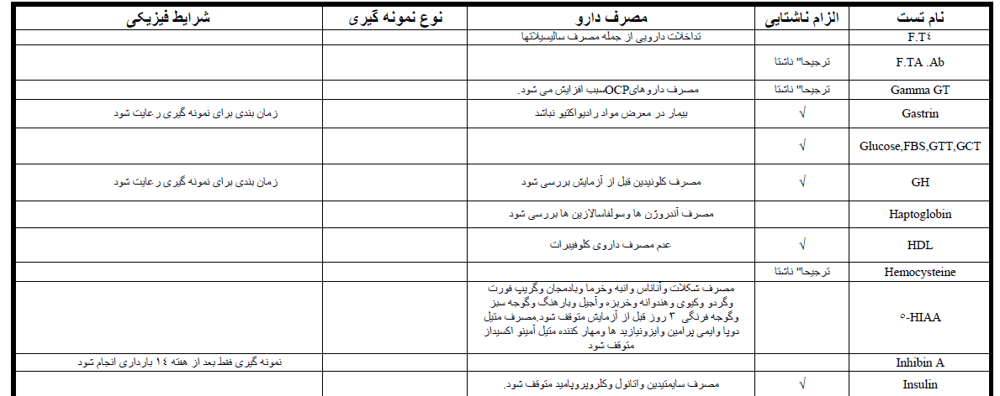 نام تست الزام ناشتایی مصرف دارو نوع نمونه گیری شرایط فیزیکی
F.T٤ تداخلات دارویی از جمله مصرف سالیسیلاتها
F.TA .Ab ترجیحا" ناشتا
Gamma GT ترجیحا" ناشتا مصرف داروهایOCPسبب افزایش می شود.
Gastrin √ بیمار در معرض مواد رادیواکتیو نباشد زمان بندی برای نمونه گیری رعایت شود
Glucose,FBS,GTT,GCT √
GH √ مصرف کلونیدین قبل از آزمایش بررسی شود زمان بندی برای نمونه گیری رعایت شود
Haptoglobin مصرف آندروژن ها وسولفاسالازین ها بررسی شود
HDL √ عدم مصرف داروی کلوفیبرات
Hemocysteine ترجیحا" ناشتا
مصرف شکلات وآناناس وانبه وخرما وبادمجان وگریپ فورت
وگردو وکیوی وهندوانه وخربزه وآجیل وبارهنگ وگوجه سبز
٥-HIAA وگوجه فرنگی ٣ روز قبل از آزمایش متوقف شود.مصرف متیل
دوپا وایمی پرامین وایزونیازید ها ومهار کننده متیل آمینو اکسیداز
متوقف شود
Inhibin A نمونه گیری فقط بعد از هفته ١٤ بارداری انجام شود
Insulin √ مصرف سایمتیدین واتانول وکلروپروپامید متوقف شود.